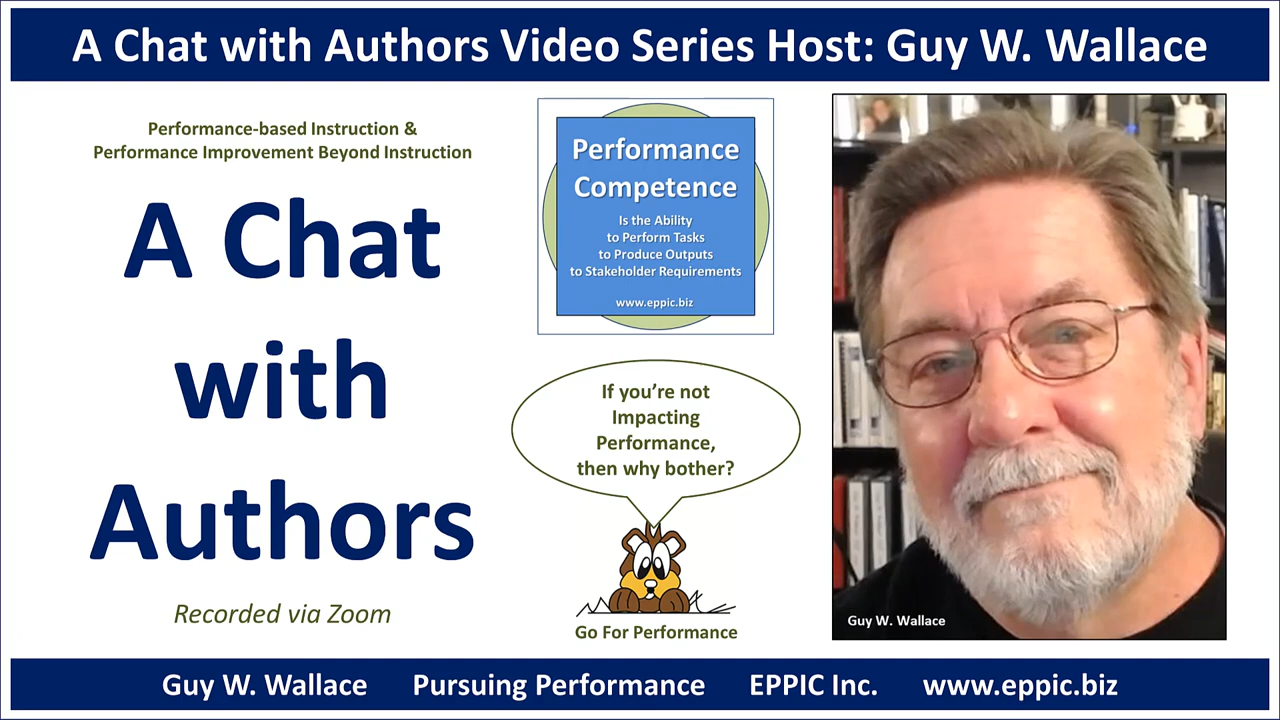 A Chat with Authors Video Series Host: Guy W. Wallace
Performance-based Instruction &
Performance Improvement Beyond Instruction
A Chat
with
Authors
Recorded via Zoom
Performance
Competence
Is the Ability
to Perform Tasks
to Produce Outputs
to Stakeholder Requirements
www.eppic.biz
If you're not
Impacting
Performance,
then why bother?
Go For Performance
Guy W. Wallace
Guy W. Wallace Pursuing Performance EPPIC Inc. www.eppic.biz